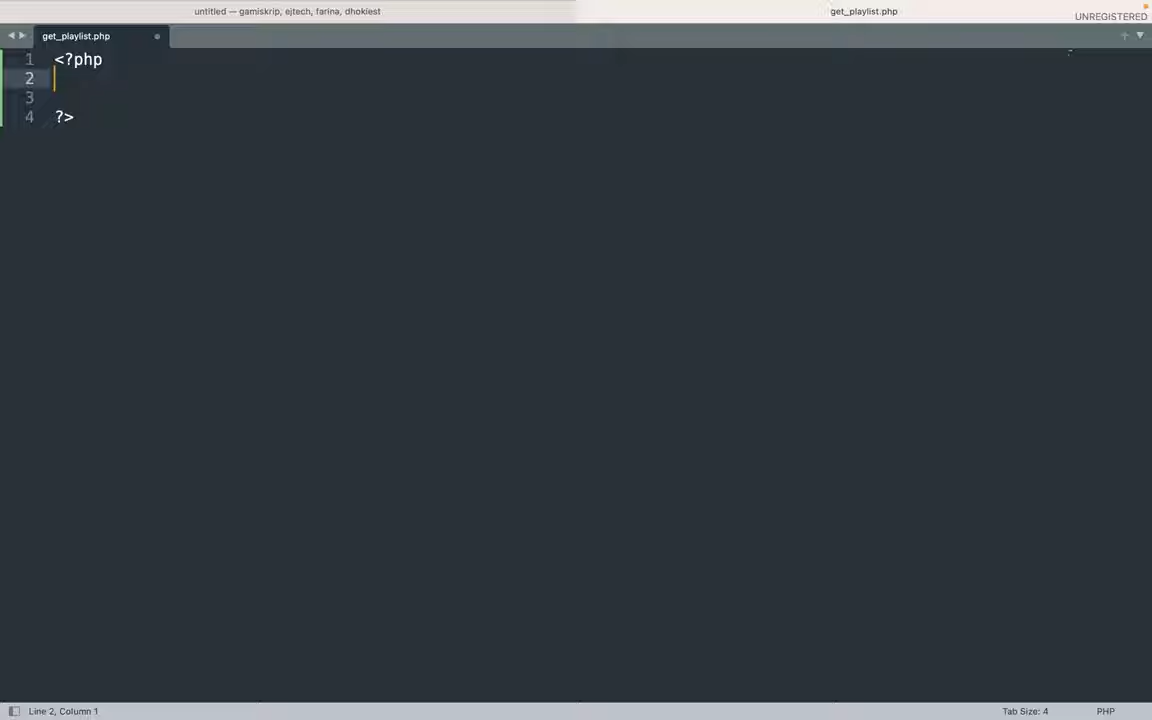 untitled — gamiskrip, ejtech, farina, dhokiest
get_playlist.php
UNREGISTERED
get_playlist.php
1 <?php
2
3
4 ?>
Line 2, Column 1
Tab Size: 4
PHP